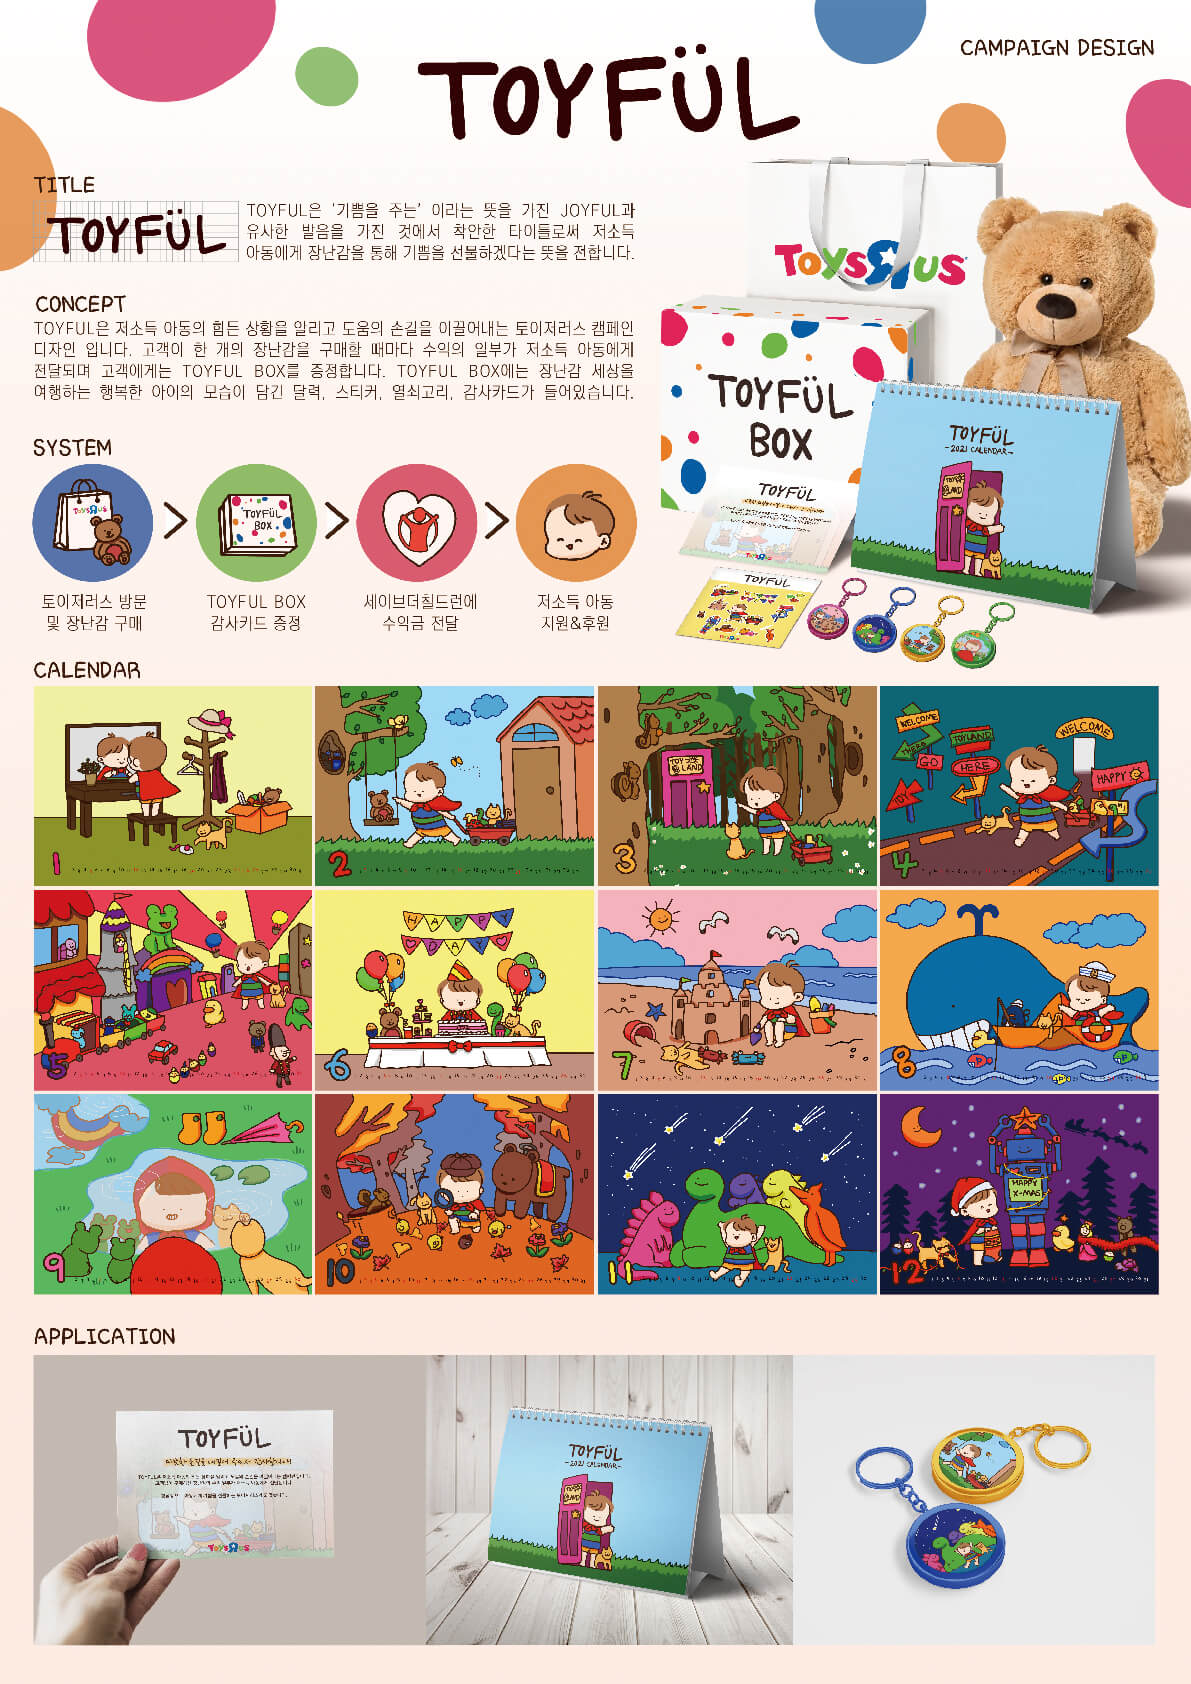 CAMPAIGN DESIGN
TOYFÜL
TITLE
TOYFÜL
TOYFUL은 '기쁨을 주는' 이라는 뜻을 가진 JOYFUL과
유사한 발음을 가진 것에서 착안한 타이틀로써 저소득
아동에게 장난감을 통해 기쁨을 선물하겠다는 뜻을 전합니다.
CONCEPT
TOYFUL은 저소득 아동의 힘든 상황을 알리고 도움의 손길을 이끌어내는 토이저러스 캠페인
디자인 입니다. 고객이 한 개의 장난감을 구매할 때마다 수익의 일부가 저소득 아동에게
전달되며 고객에게는 TOYFUL BOX를 증정합니다. TOYFUL BOX에는 장난감 세상을
여행하는 행복한 아이의 모습이 담긴 달력, 스티커, 열쇠고리, 감사카드가 들어있습니다.
TOYSRUS
TOYFÜL
BOX
TOYFÜL
-2021 CALENDAR-
TOY
LAND
TOYFÜL
TOYSRUS
TOYFÜL
SYSTEM
TOYSRUS
TOYFÜL
BOX
토이저러스 방문
및 장난감 구매
TOYFUL BOX
감사카드 증정
세이브더칠드런에
수익금 전달
저소득 아동
지원&후원
CALENDAR
1
2
TOY
LAND
3
WELCOME
HERE
GO
TOYLAND
HERE
TOY
WELCOME
HAPPY
4
5
HAPPY
DAY
6
7
8
9
10
11
HAPPY
X-MAS
12
APPLICATION
TOYFÜL
TOYSRUS
TOYFÜL
-2021 CALENDAR-
LAND